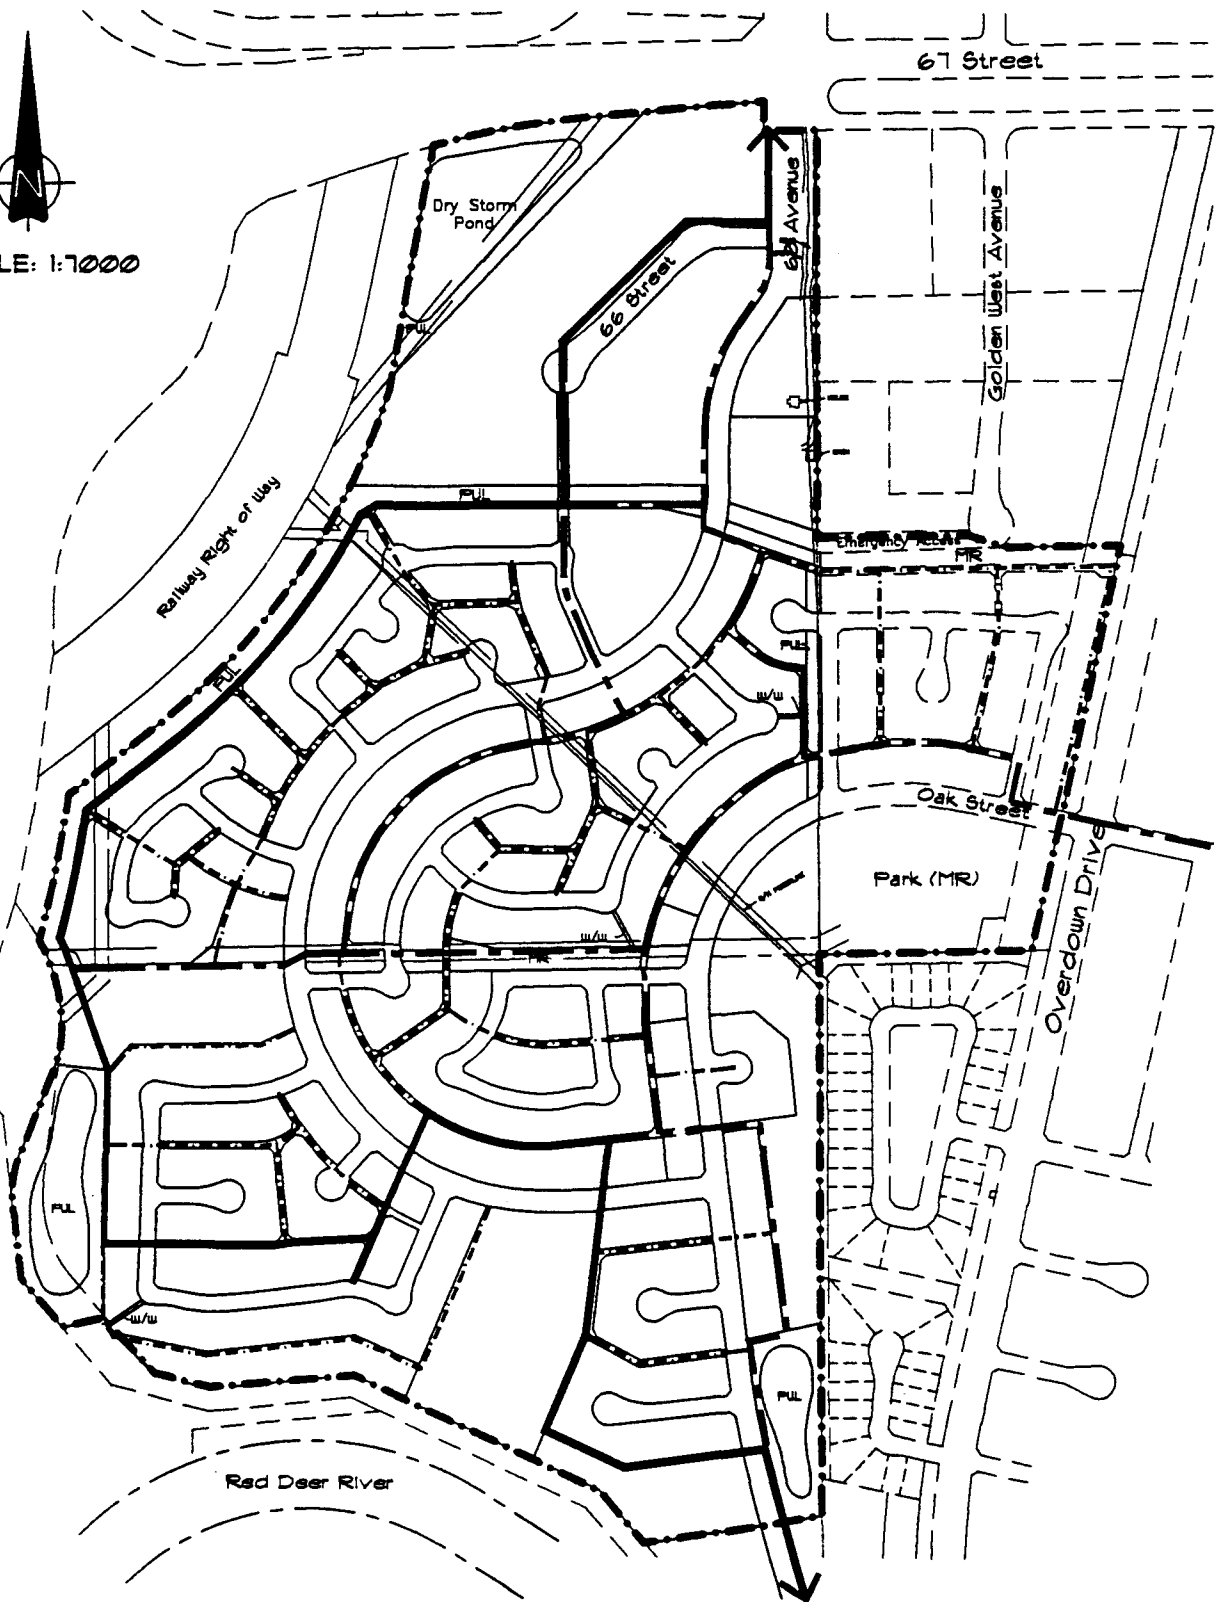 67 Street
N
LE: 1:7000
Dry Storm
Pond
Avenue
66 Street
Golden West Avenue
PUL
PUL
Railway Right of Way
Emergency Access
MR
PUL
PUL
W/W
Oak Street
Park (MR)
Overdown Drive
W/W
MR
PUL
W/W
PUL
Red Deer River